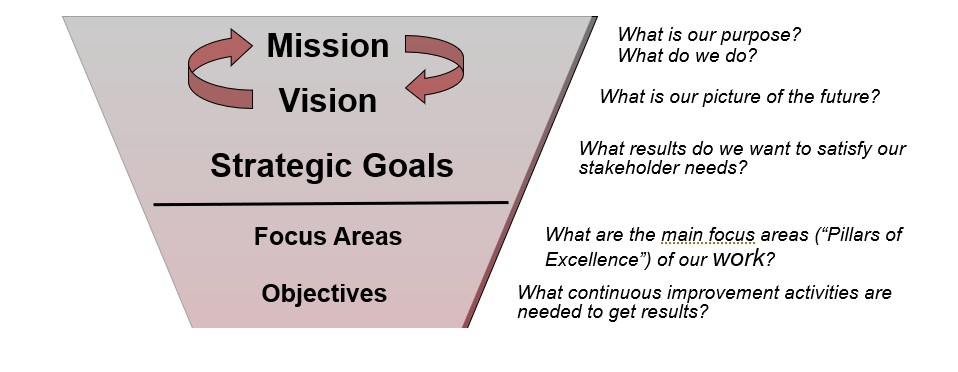 Mission
What is our purpose?
What do we do?
Vision
What is our picture of the future?
Strategic Goals
What results do we want to satisfy our
stakeholder needs?
Focus Areas
What are the main focus areas (“Pillars of
Excellence”) of our work?
Objectives
What continuous improvement activities are
needed to get results?